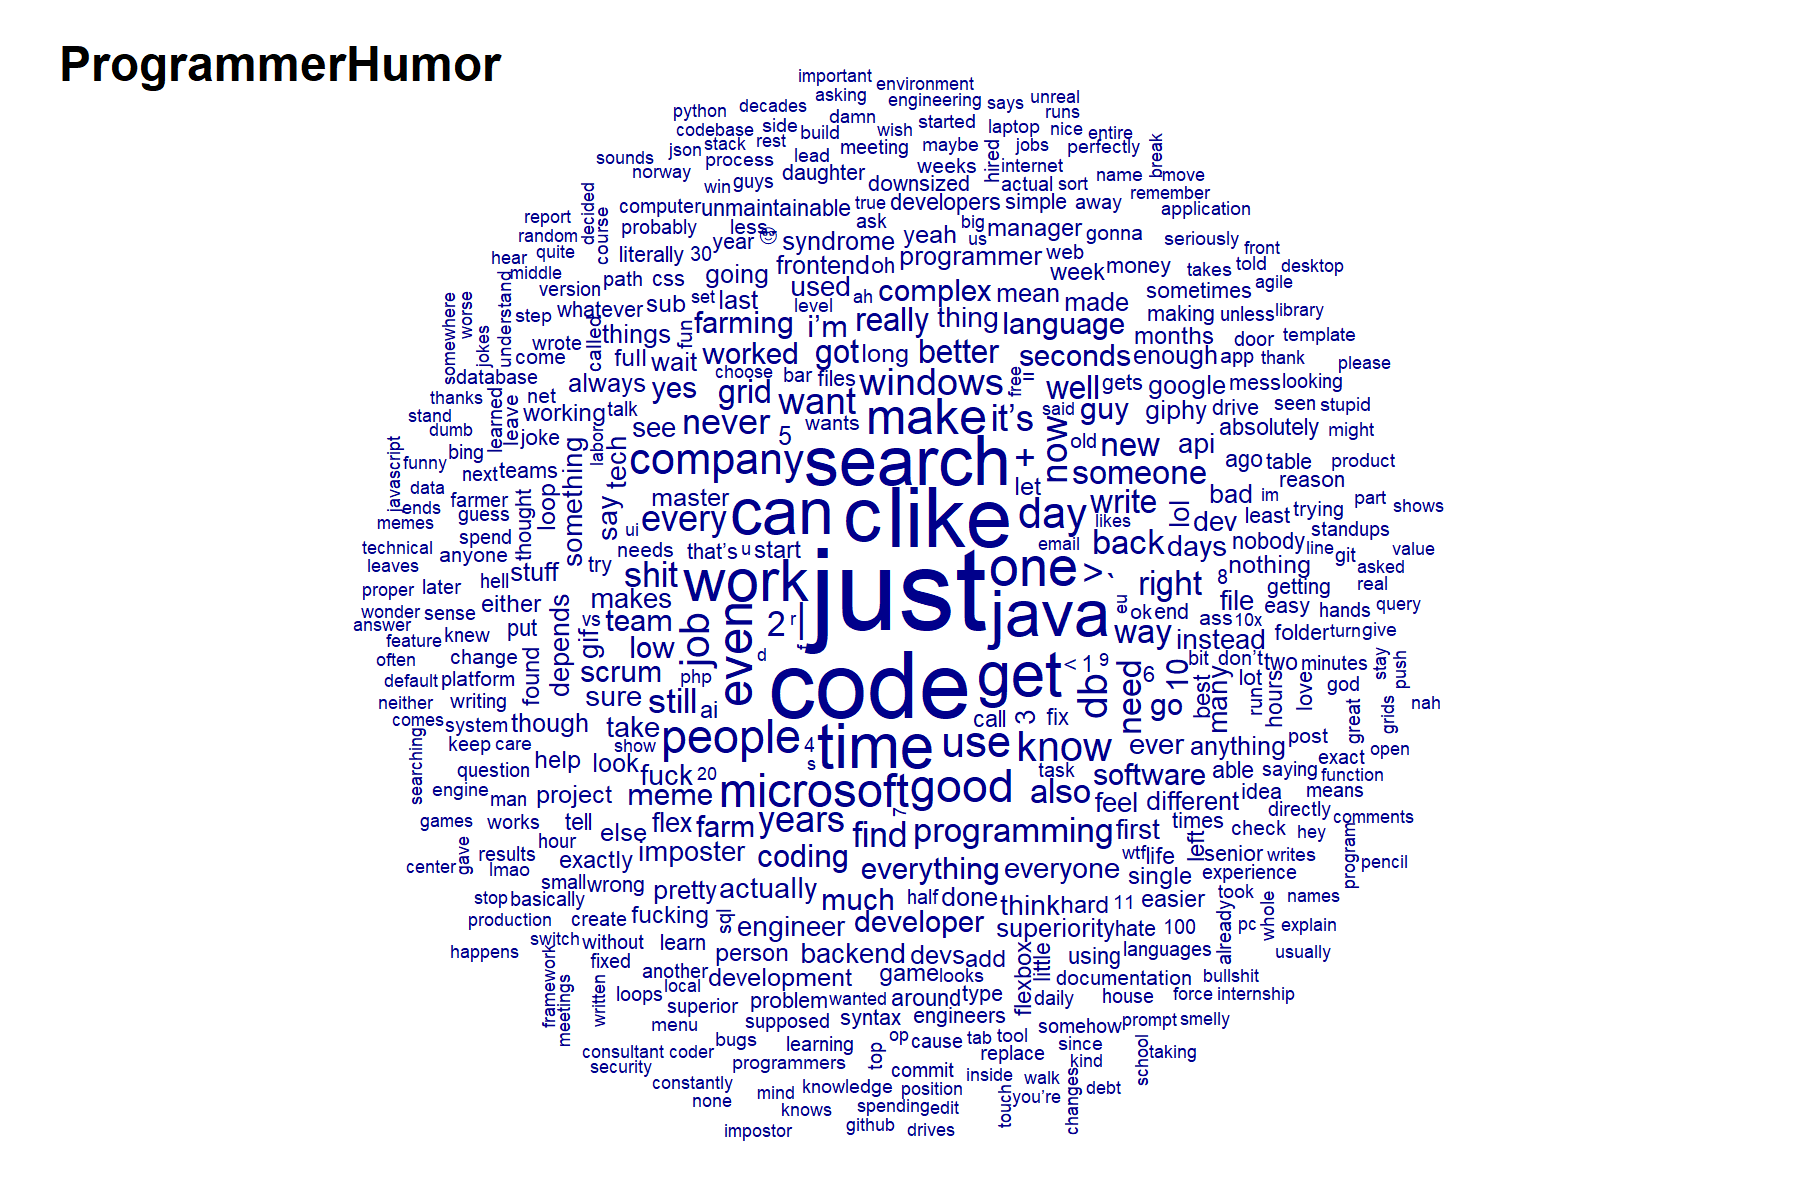 ProgrammerHumor
important
environment
asking
engineering says unreal
python decades
damn
runs
codebase side build wish started laptop nice entire
json stack rest
meeting maybe hired jobs perfectly break
sounds
process lead
norway
daughter weeks internet
win guys
downsized actual sort name move
remember
decided computer unmaintainable true developers simple away
report
course
ask
application
random probably less
big manager gonna
quite
year 😎 syndrome yeah us
seriously
hear literally 30
programmer web
front
middle path css going frontend oh
week money takes told desktop
version
used ah complex mean made sometimes agile
somewhere worse understand whatever sub set last level
making unless library
step called things fun farming i’m really thing language months door template
jokes wrote
come full wait worked got long better seconds enough app thank please
database always yes choose bar files windows free = well gets google mess looking
s
thanks net grid want
stand learned leave working talk see never wants make it’s said guy giphy drive seen stupid
dumb joke labor 5 now old new api absolutely might
javascript bing tech company search + someone ago table product
funny next teams something
data master let write bad im reason
ends farmer thought loop say every can c like day likes lol dev least trying part shows
memes guess ui
spend standups
technical anyone needs that’s u start email back days nobody line git value
leaves try nothing asked
proper later hell stuff shit work just one > ` right 8 getting real
wonder sense either makes eu ok end file easy hands query
answer vs team job even 2 r | java way ass 10x
feature knew put gif instead folder turn give
often change low d get < 1 9 bit don’t two minutes stay push
default platform found depends scrum php code db need 6 10 best many lot run hours love god
neither writing sure still ai go great grids nah
comes system though take call 3 fix
searching keep care show people 4 time use know ever anything post open
question help look s exact
engine fuck 20 task software able saying function
man project meme microsoft good also feel different idea means
directly comments
games works tell else flex farm years 7 find programming first times check hey
hour
center gave results exactly imposter coding wtf life left senior writes program pencil
lmao everything everyone single experience
small wrong pretty actually much half done think hard 11 easier took names
stop basically
production create fucking sql engineer developer superiority hate 100 already pc whole explain
switch without learn
happens person backend devs add flexbox little using languages usually
framework fixed another development game looks documentation bullshit
meetings written loops local
superior problem wanted around type daily house force internship
menu supposed syntax engineers somehow prompt smelly
bugs learning op cause tab tool since
consultant coder top replace school taking
security programmers commit inside walk kind
constantly mind knowledge position touch you’re changes debt
none knows spending edit
impostor github drives